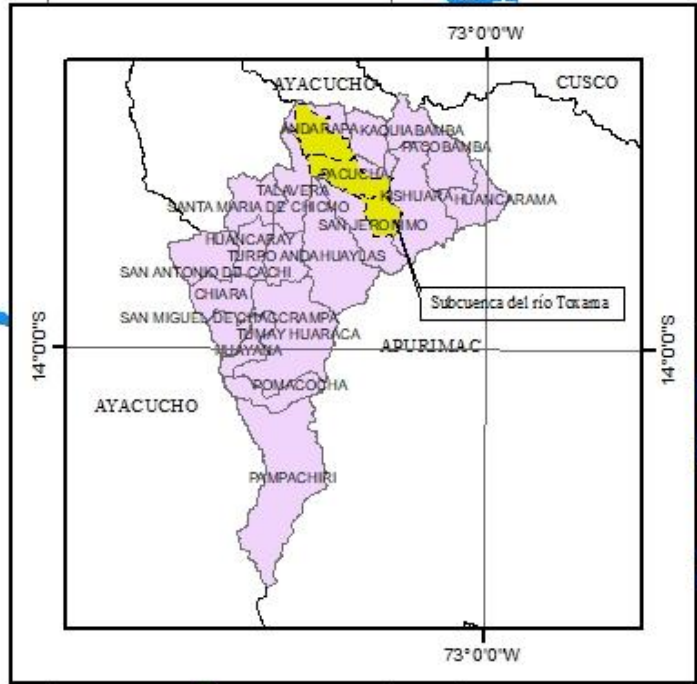 73°0'0"W
AYACUCHO
CUSCO
ANDARAPA
KAQUIABAMBA
PACOBAMBA
PACUCHA
TALAVERA
KISHUARA
HUANCARAMA
SANTA MARIA DE CHICMO
SAN JERONIMO
HUANCARAY
TURPO
ANDAHUAYLAS
SAN ANTONIO DE CACHI
CHIARA
Subcuenca del río Toxama
SAN MIGUEL DE CHACCRAMPA
TUMAY HUARACA
14°0'0"S
HUAYANA
APURIMAC
14°0'0"S
POMACOCHA
AYACUCHO
PAMPACHIRI
73°0'0"W